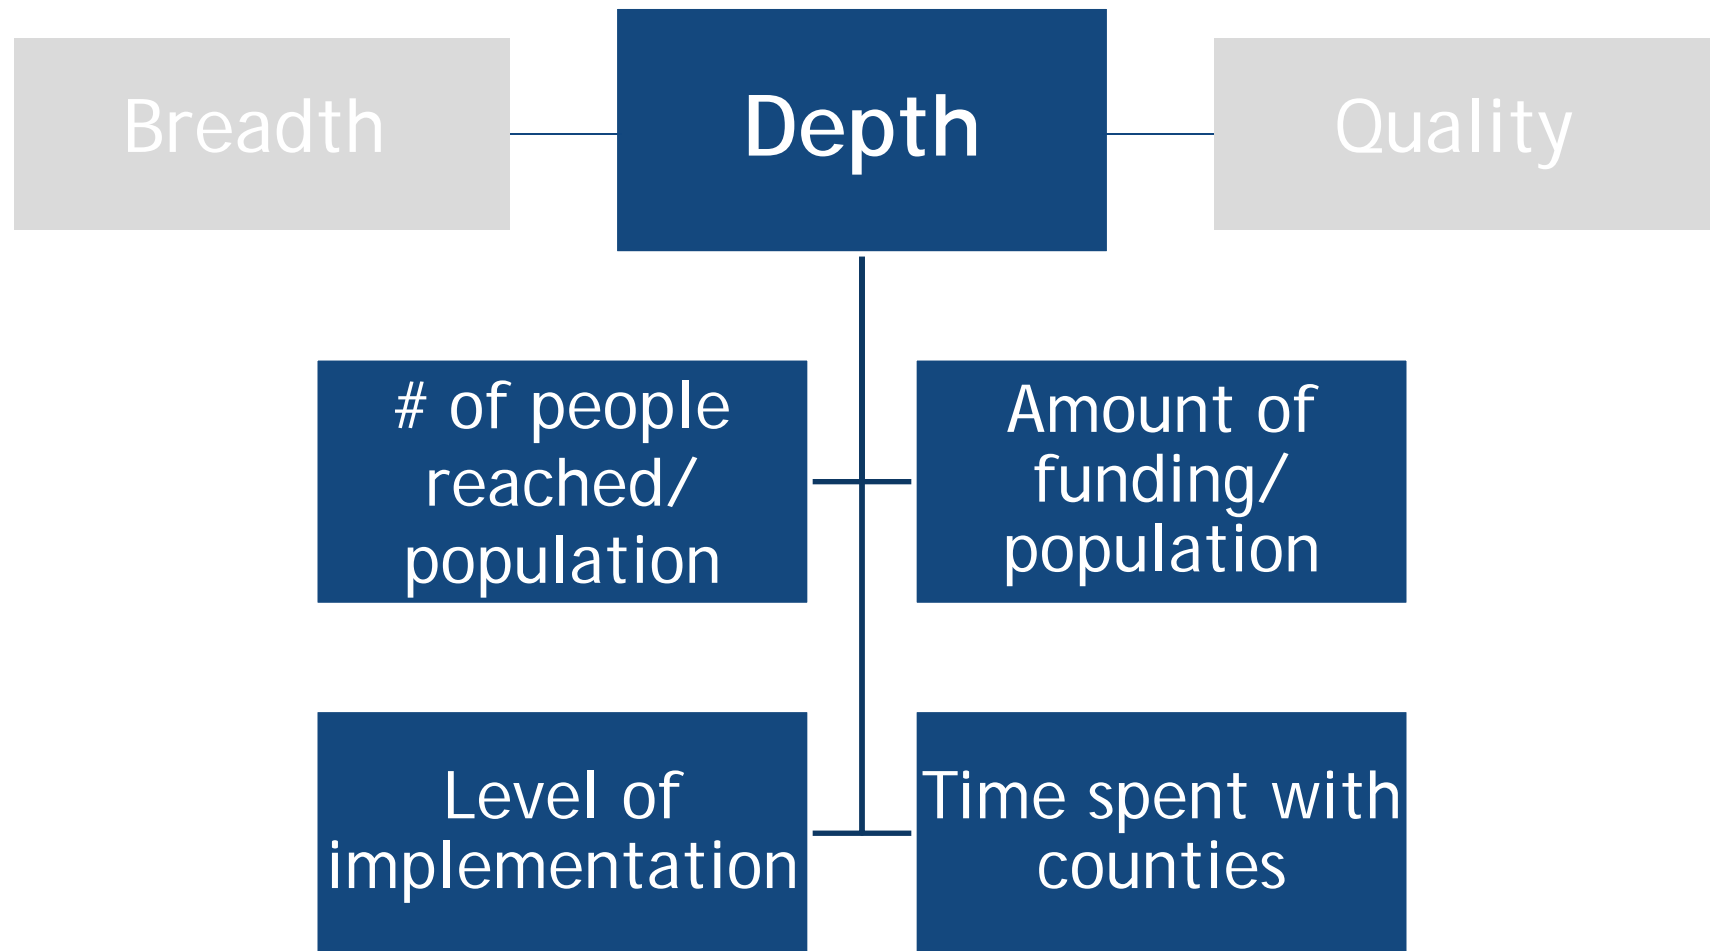 Breadth
Depth
Quality
# of people
reached/
population
Amount of
funding/
population
Level of
implementation
Time spent with
counties